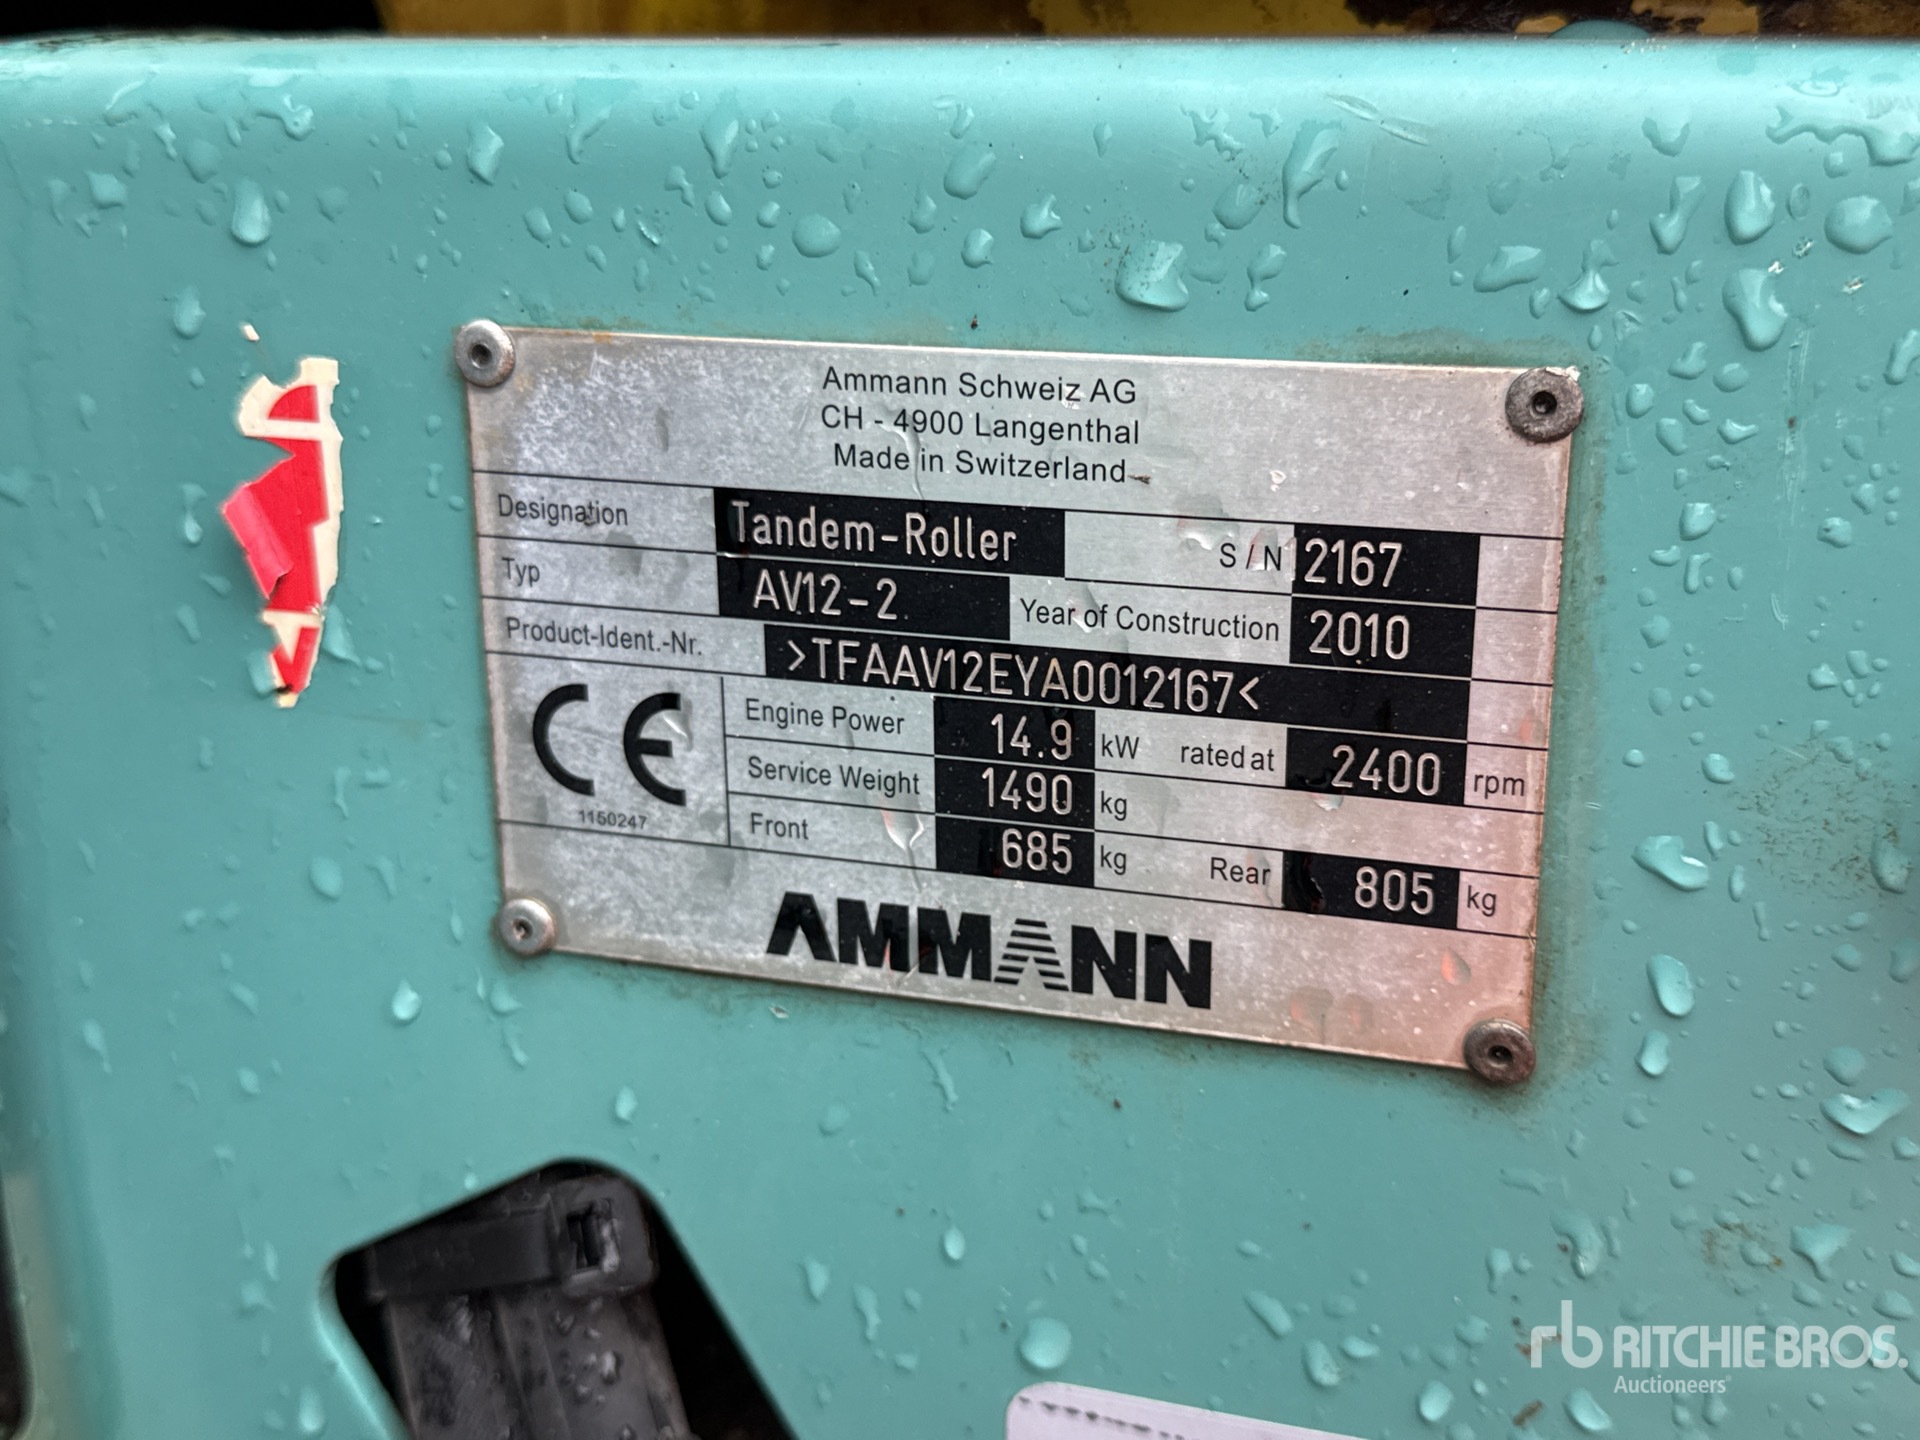 Ammann Schweiz AG
CH - 4900 Langenthal
Made in Switzerland
Designation Tandem-Roller S/N 2167
Typ AV12-2 Year of Construction 2010
Product-Ident.-Nr. >TFAAV12EYA0012167<
Engine Power 14.9 kW rated at 2400 rpm
Service Weight 1490 kg
Front 685 kg Rear 805 kg
CE
1150247
AMMANN
rb RITCHIE BROS.
Auctioneers